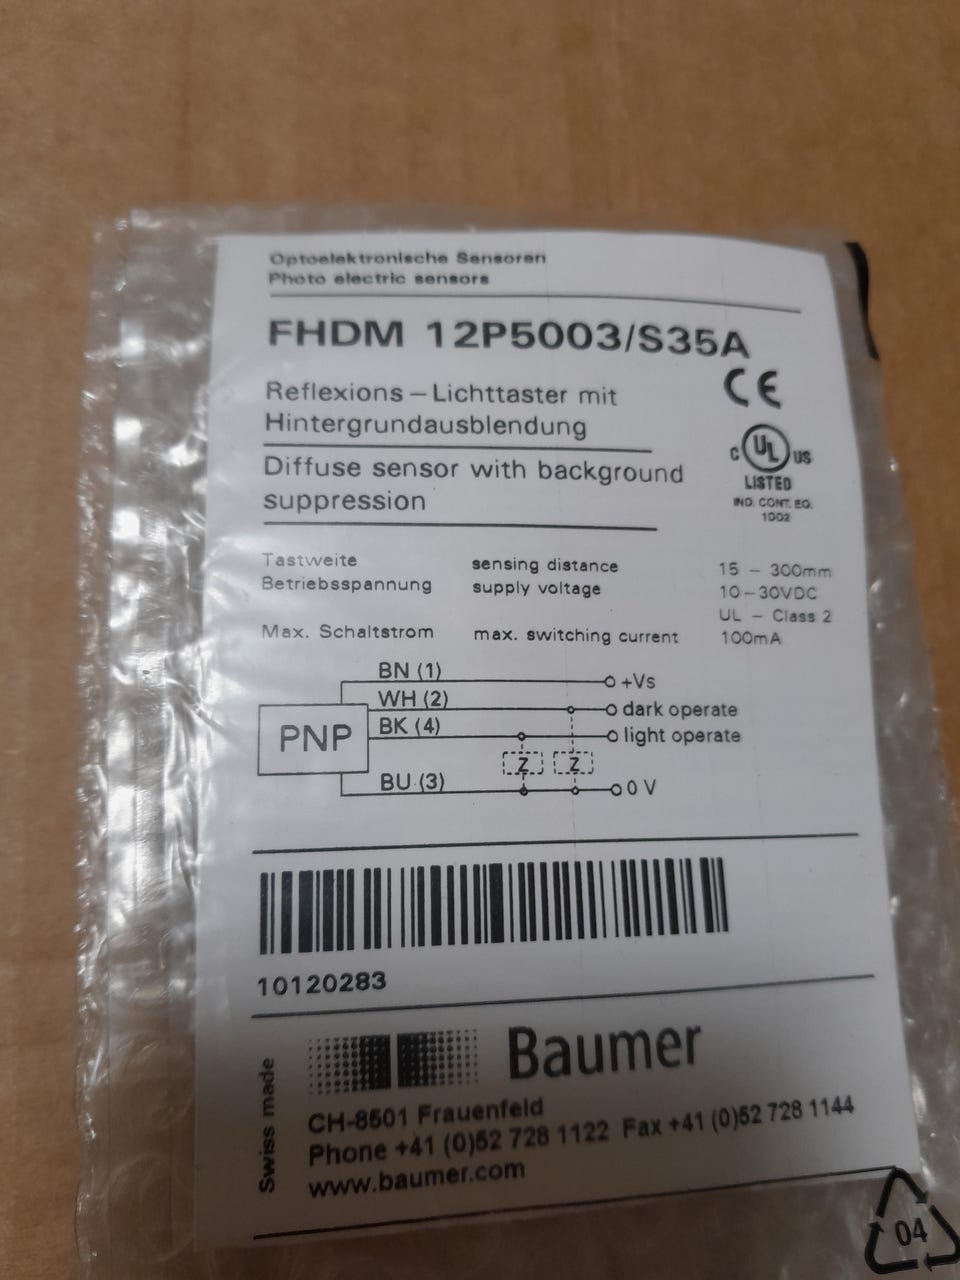 Optoelektronische Sensoren
Photo electric sensors
FHDM 12P5003/S35A
CE
Reflexions – Lichttaster mit
Hintergrundausblendung
Diffuse sensor with background
suppression
C UL US
LISTED
IND. CONT. EQ.
1002
Tastweite sensing distance 15 – 300mm
Betriebsspannung supply voltage 10–30VDC
UL – Class 2
Max. Schaltstrom max. switching current 100mA
BN (1) +Vs
WH (2) dark operate
PNP BK (4) light operate
Z Z
BU (3) 0 V
10120283
Swiss made
Baumer
CH-8501 Frauenfeld
Phone +41 (0)52 728 1122 Fax +41 (0)52 728 1144
www.baumer.com
04